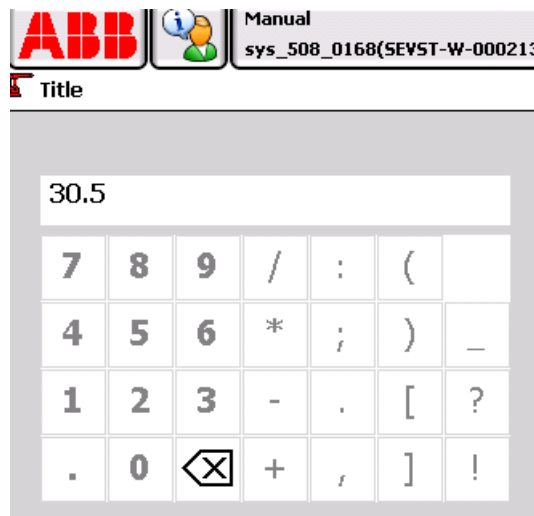 ABB
Manual
sys_508_0168(SEVST-W-000213
Title
30.5
7 8 9 / : (
4 5 6 * ; ) _
1 2 3 - . [ ?
. 0 + , ] !